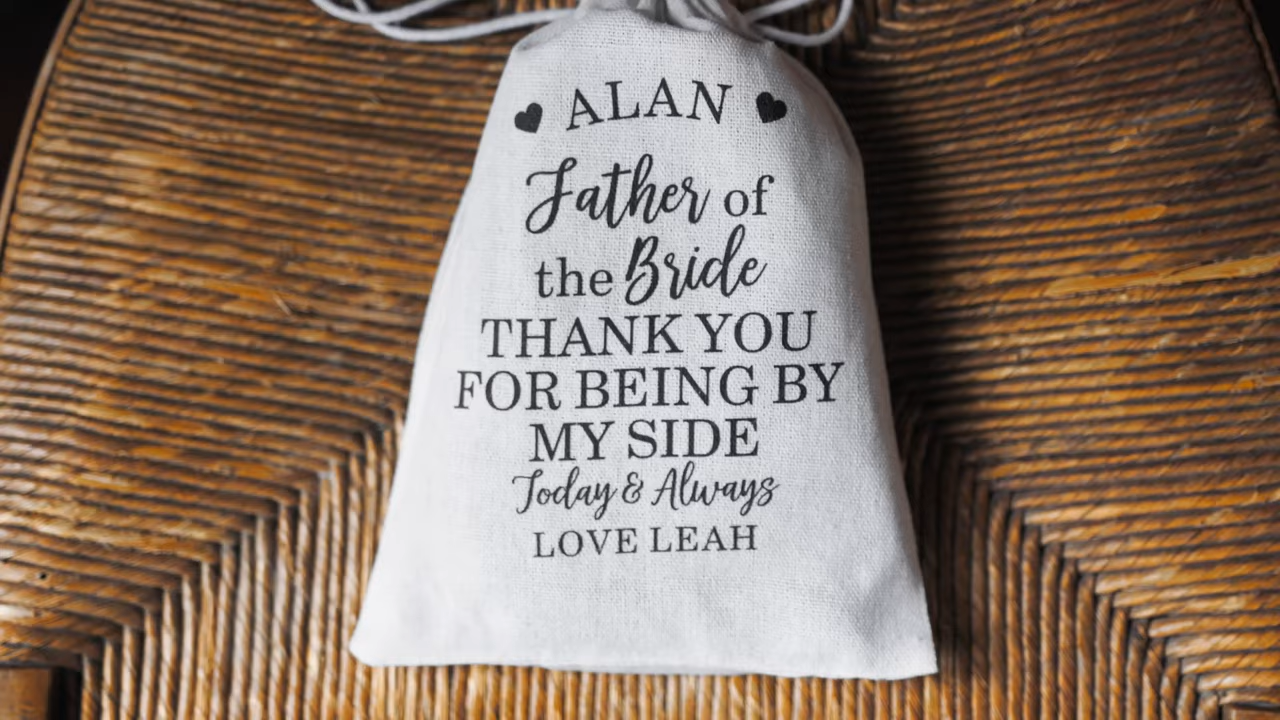 ALAN
Father of
the Bride
THANK YOU
FOR BEING BY
MY SIDE
Today & Always
LOVE LEAH